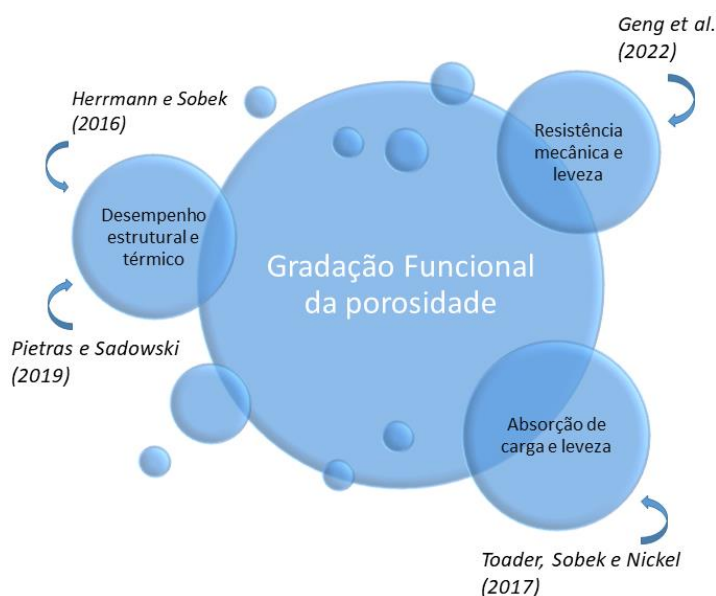 Geng et al.
(2022)
Herrmann e Sobek
(2016)
Resistência
mecânica e
leveza
Desempenho
estrutural e
térmico
Gradação Funcional
da porosidade
Pietras e Sadowski
(2019)
Absorção de
carga e leveza
Toader, Sobek e Nickel
(2017)